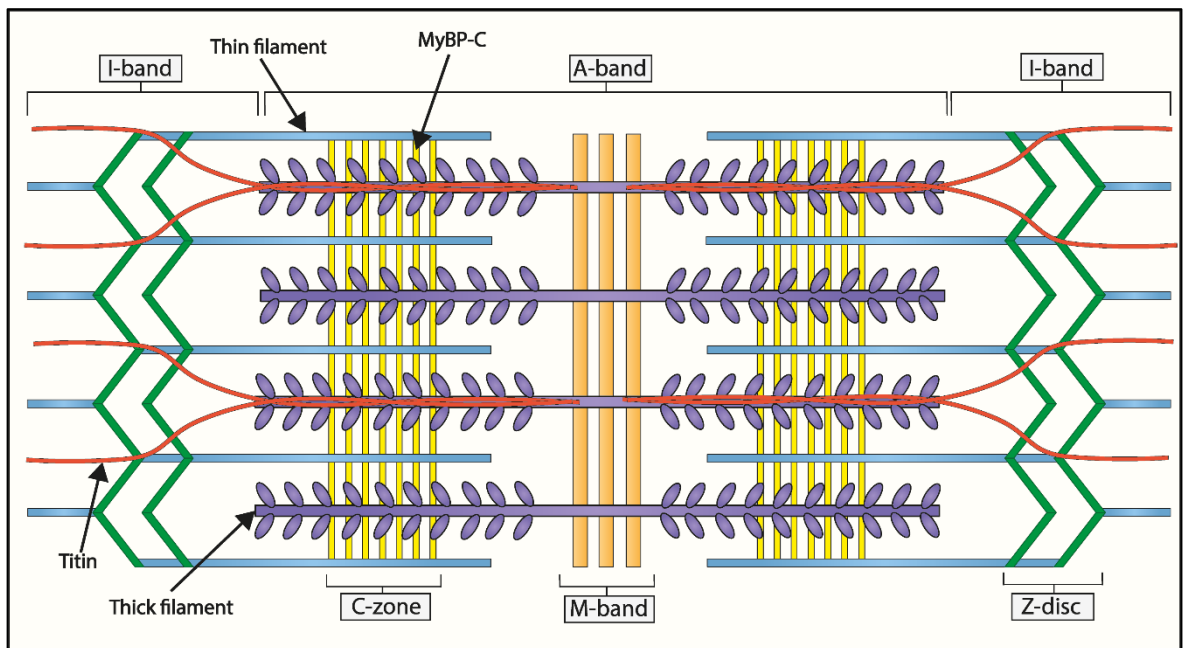 Thin filament
MyBP-C
I-band
A-band
I-band
Titin
Thick filament
C-zone
M-band
Z-disc